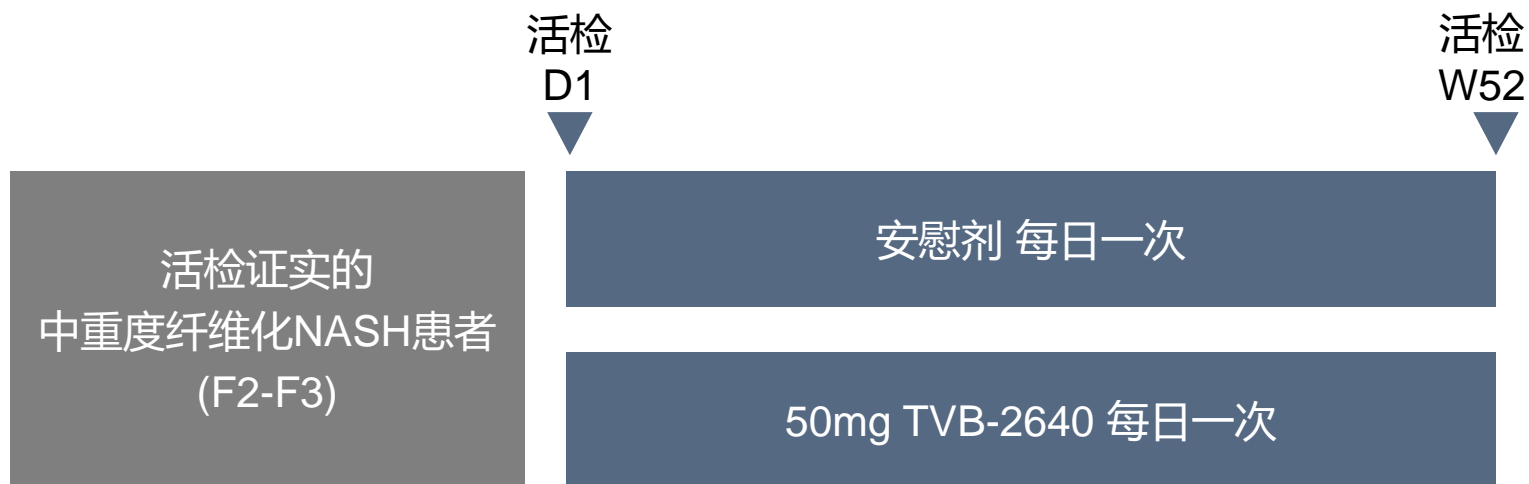 活检
D1
活检
W52
活检证实的
中重度纤维化NASH患者
(F2-F3)
安慰剂 每日一次
50mg TVB-2640 每日一次